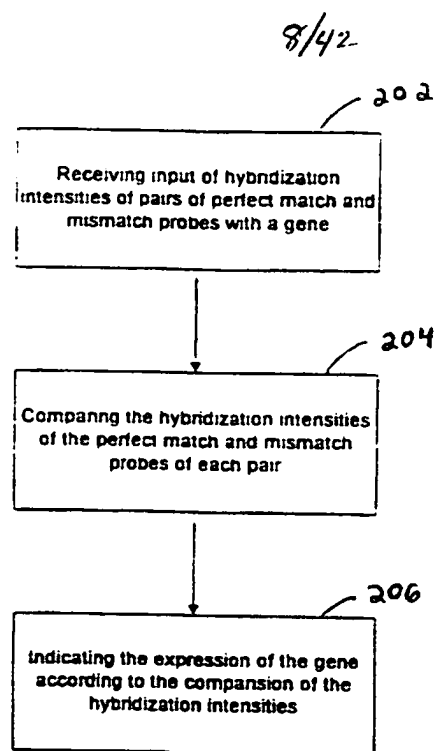 8/42
202
Receiving input of hybridization
intensities of pairs of perfect match and
mismatch probes with a gene
204
Comparing the hybridization intensities
of the perfect match and mismatch
probes of each pair
206
Indicating the expression of the gene
according to the comparison of the
hybridization intensities